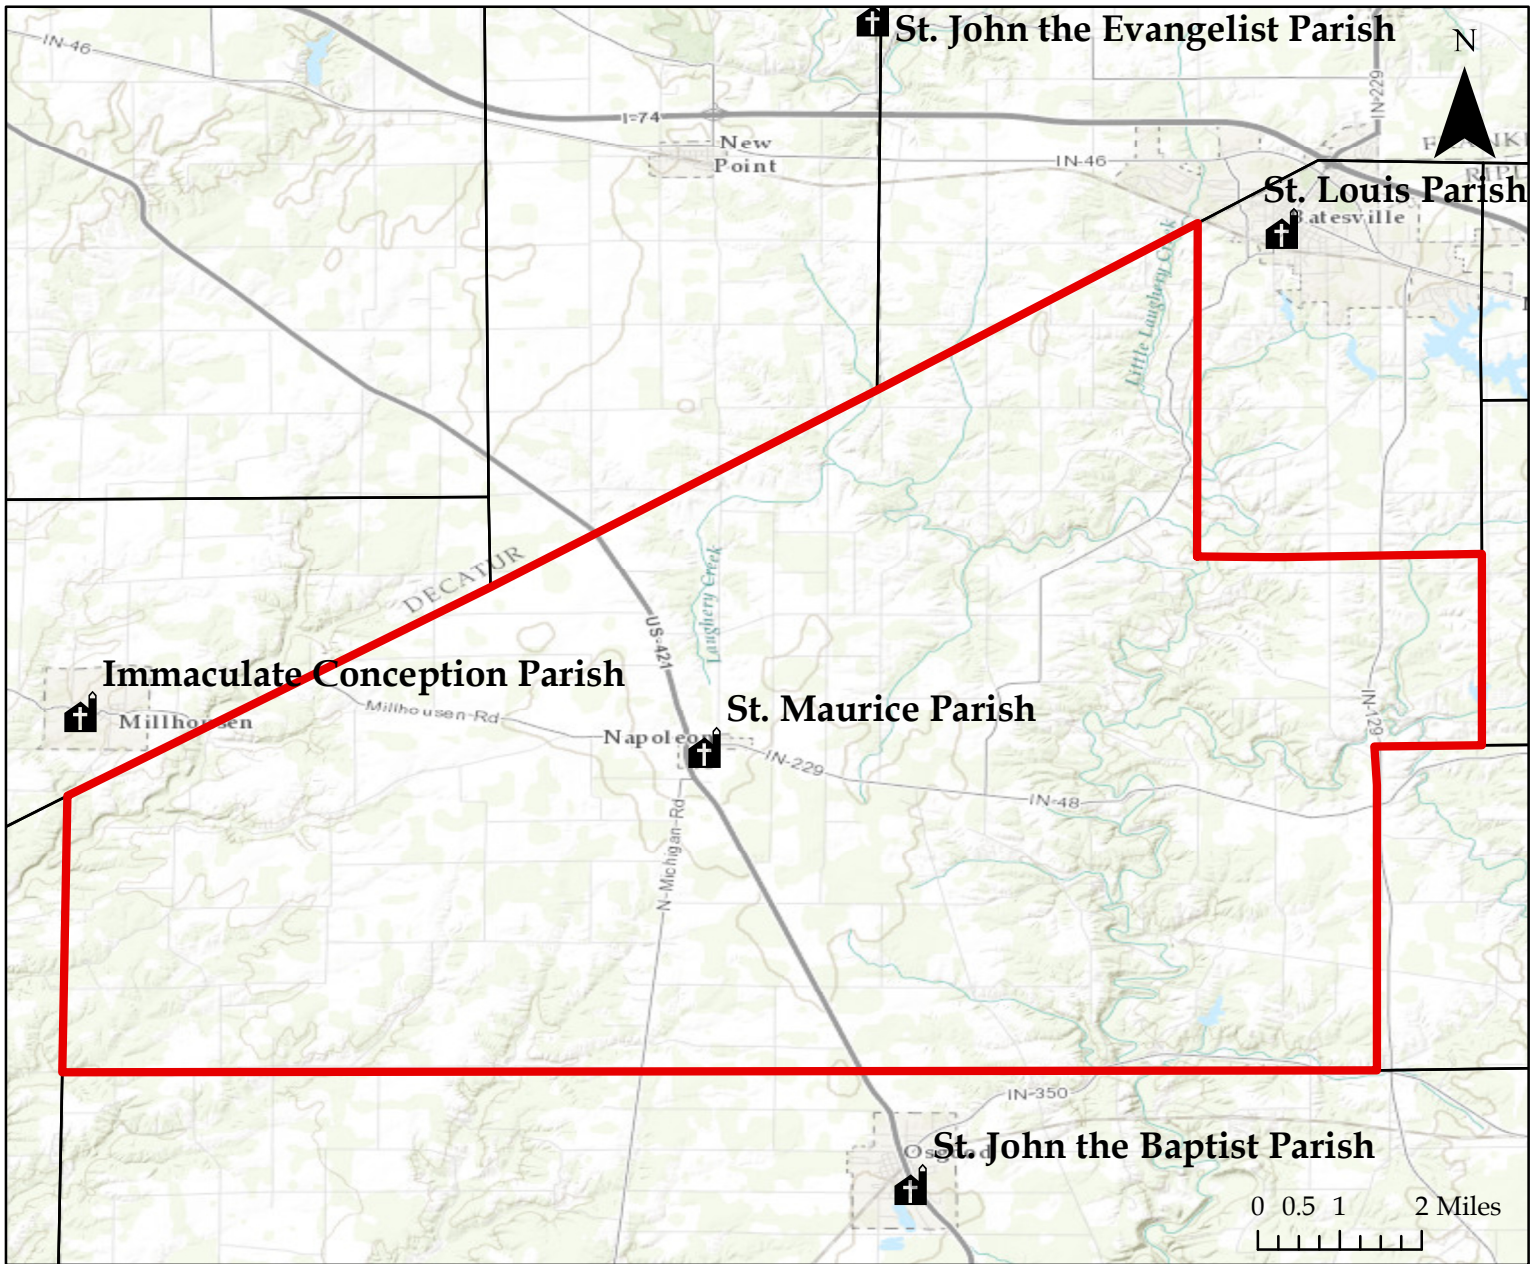 St. John the Evangelist Parish
N
IN-46
IN-229
I-74
New
Point
IN-46
St. Louis Parish
Batesville
Little Laughery Creek
DECATUR
Laughery Creek
US-421
Immaculate Conception Parish
Millhousen
Millhousen-Rd
St. Maurice Parish
Napoleon
IN-229
IN-129
IN-48
N-Michigan-Rd
IN-350
Osgood
St. John the Baptist Parish
0 0.5 1 2 Miles